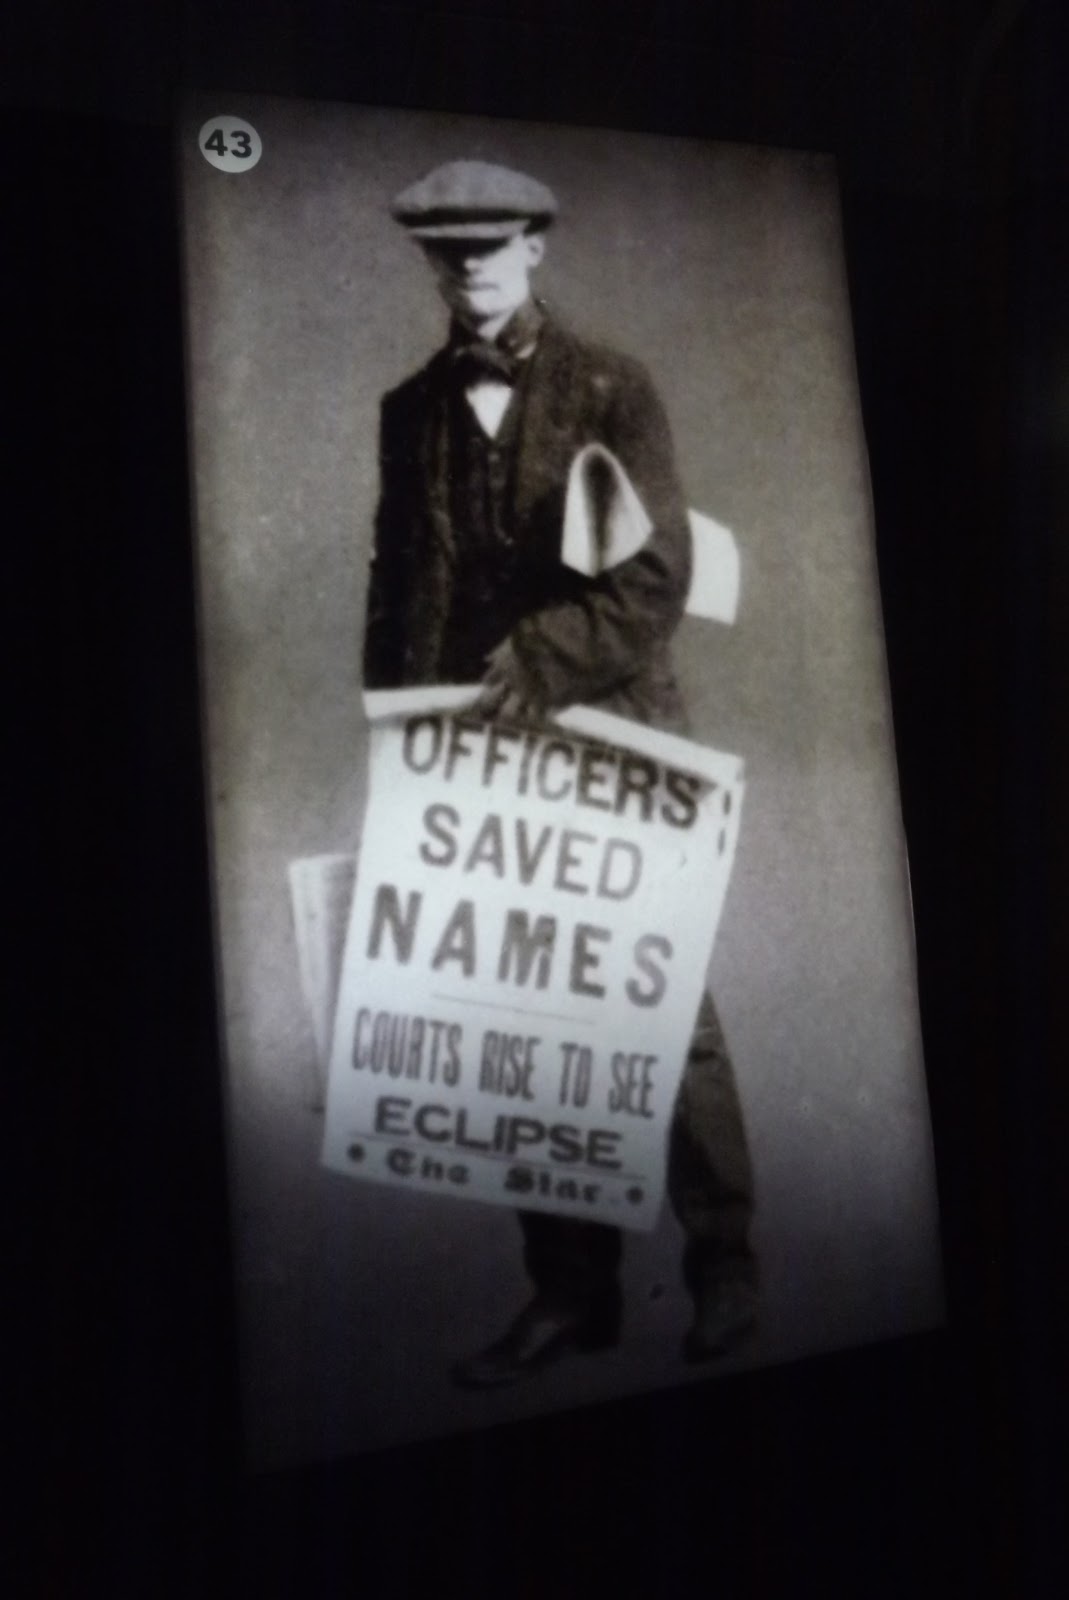 43
OFFICERS
SAVED
NAMES
COURTS RISE TO SEE
ECLIPSE
• The Star •